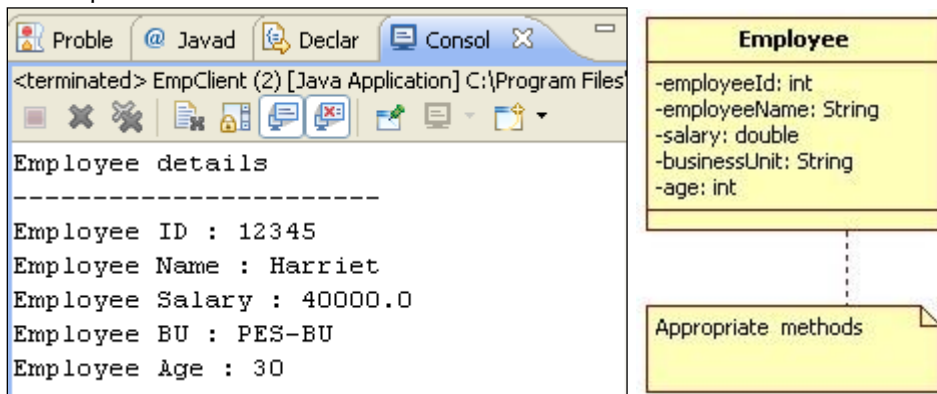 Proble @ Javad Declar Consol
<terminated> EmpClient (2) [Java Application] C:\Program Files\
Employee details
------------------------
Employee ID : 12345
Employee Name : Harriet
Employee Salary : 40000.0
Employee BU : PES-BU
Employee Age : 30
Employee
-employeeId: int
-employeeName: String
-salary: double
-businessUnit: String
-age: int
Appropriate methods